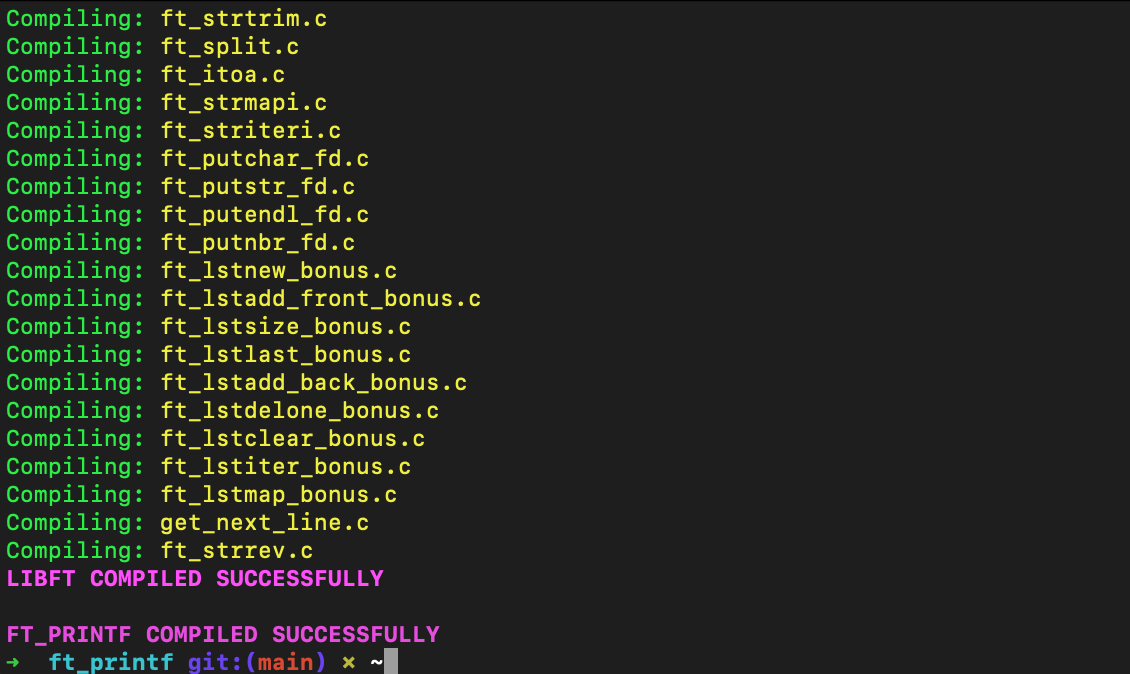 Compiling: ft_strtrim.c
Compiling: ft_split.c
Compiling: ft_itoa.c
Compiling: ft_strmapi.c
Compiling: ft_striteri.c
Compiling: ft_putchar_fd.c
Compiling: ft_putstr_fd.c
Compiling: ft_putendl_fd.c
Compiling: ft_putnbr_fd.c
Compiling: ft_lstnew_bonus.c
Compiling: ft_lstadd_front_bonus.c
Compiling: ft_lstsize_bonus.c
Compiling: ft_lstlast_bonus.c
Compiling: ft_lstadd_back_bonus.c
Compiling: ft_lstdelone_bonus.c
Compiling: ft_lstclear_bonus.c
Compiling: ft_lstiter_bonus.c
Compiling: ft_lstmap_bonus.c
Compiling: get_next_line.c
Compiling: ft_strrev.c
LIBFT COMPILED SUCCESSFULLY
FT_PRINTF COMPILED SUCCESSFULLY
➜ ft_printf git:(main) ✗ ~